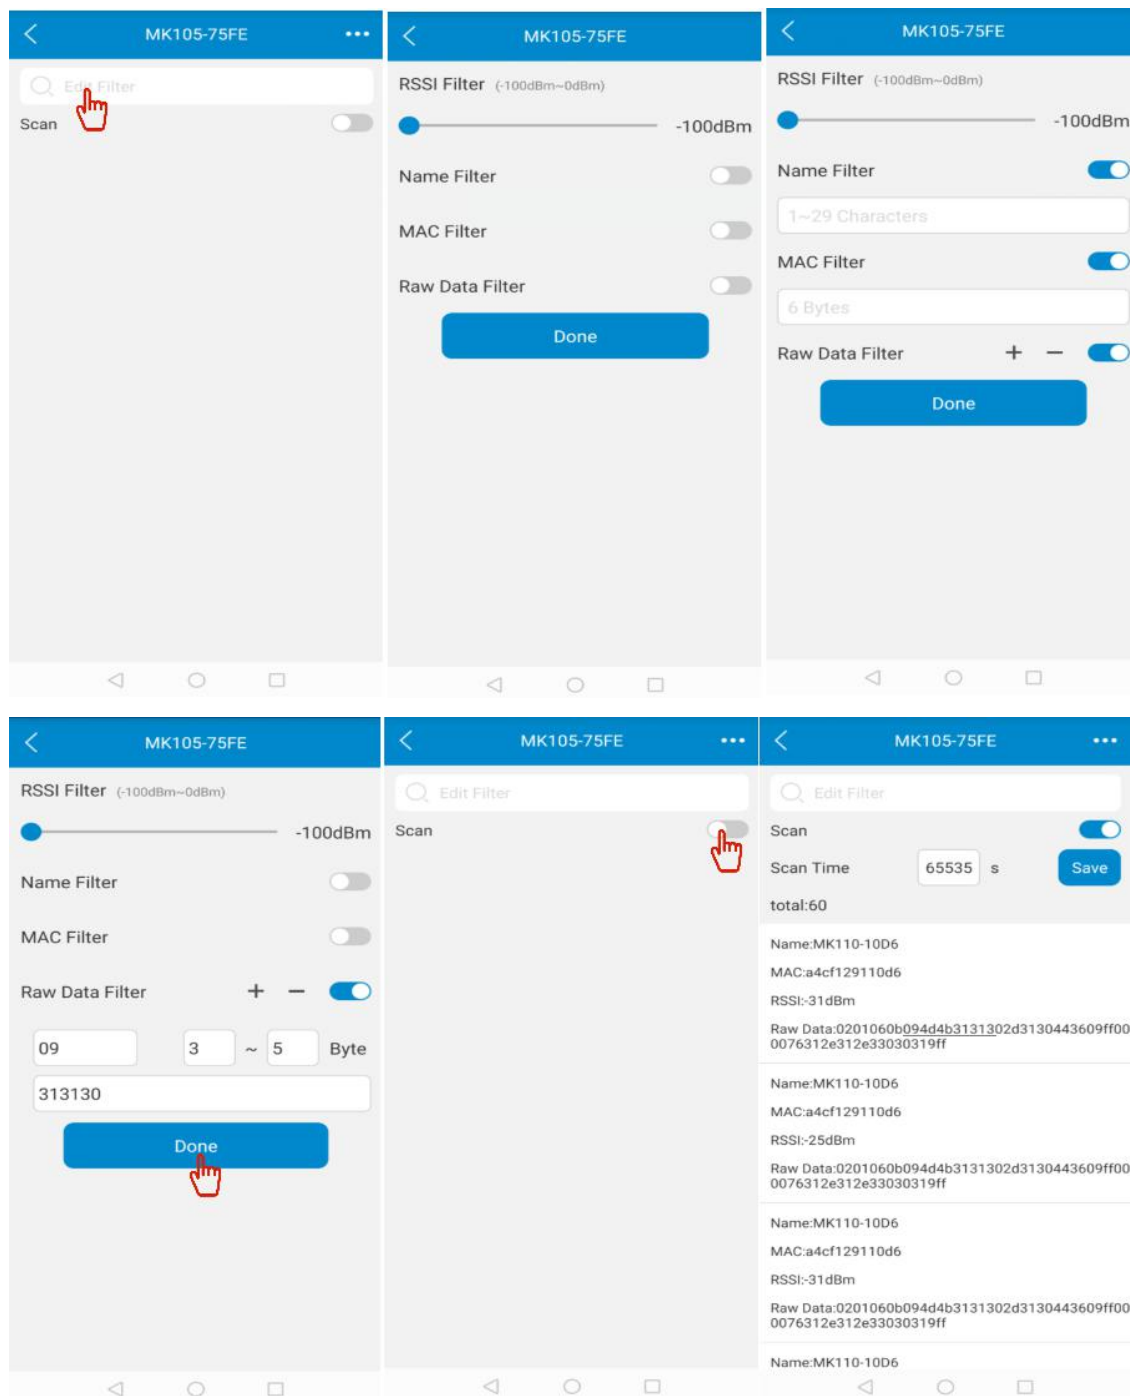 MK105-75FE •••
Edit Filter
Scan
MK105-75FE
RSSI Filter (-100dBm~0dBm)
-100dBm
Name Filter
MAC Filter
Raw Data Filter
Done
MK105-75FE
RSSI Filter (-100dBm~0dBm)
-100dBm
Name Filter
1~29 Characters
MAC Filter
6 Bytes
Raw Data Filter + −
Done
MK105-75FE
RSSI Filter (-100dBm~0dBm)
-100dBm
Name Filter
MAC Filter
Raw Data Filter + −
09 3 ~ 5 Byte
313130
Done
MK105-75FE •••
Edit Filter
Scan
MK105-75FE •••
Edit Filter
Scan
Scan Time 65535 s Save
total:60
Name:MK110-10D6
MAC:a4cf129110d6
RSSI:-31dBm
Raw Data:0201060b094d4b3131302d3130443609ff00
0076312e312e33030319ff
Name:MK110-10D6
MAC:a4cf129110d6
RSSI:-25dBm
Raw Data:0201060b094d4b3131302d3130443609ff00
0076312e312e33030319ff
Name:MK110-10D6
MAC:a4cf129110d6
RSSI:-31dBm
Raw Data:0201060b094d4b3131302d3130443609ff00
0076312e312e33030319ff
Name:MK110-10D6